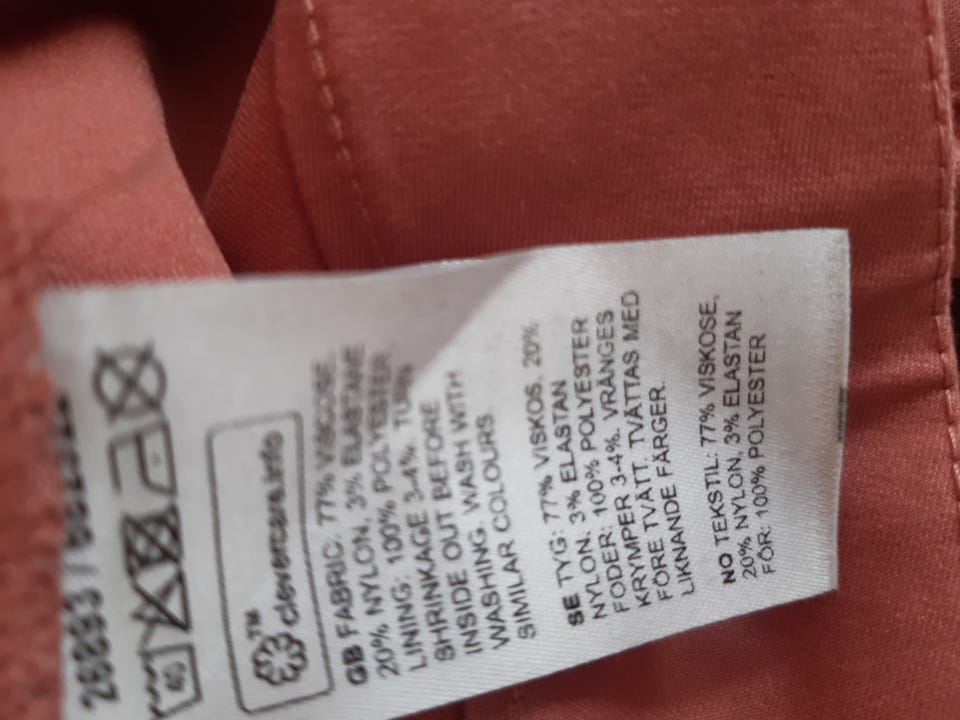 40
clevercare.info
GB FABRIC: 77% VISCOSE,
20% NYLON, 3% ELASTANE
LINING: 100% POLYESTER
SHRINKAGE 3-4%. TURN
INSIDE OUT BEFORE
WASHING. WASH WITH
SIMILAR COLOURS.
SE TYG: 77% VISKOS, 20%
NYLON, 3% ELASTAN
FODER: 100% POLYESTER
KRYMPER 3-4%. VRÄNGES
FÖRE TVÄTT. TVÄTTAS MED
LIKNANDE FÄRGER.
NO TEKSTIL: 77% VISKOSE,
20% NYLON, 3% ELASTAN
FÔR: 100% POLYESTER